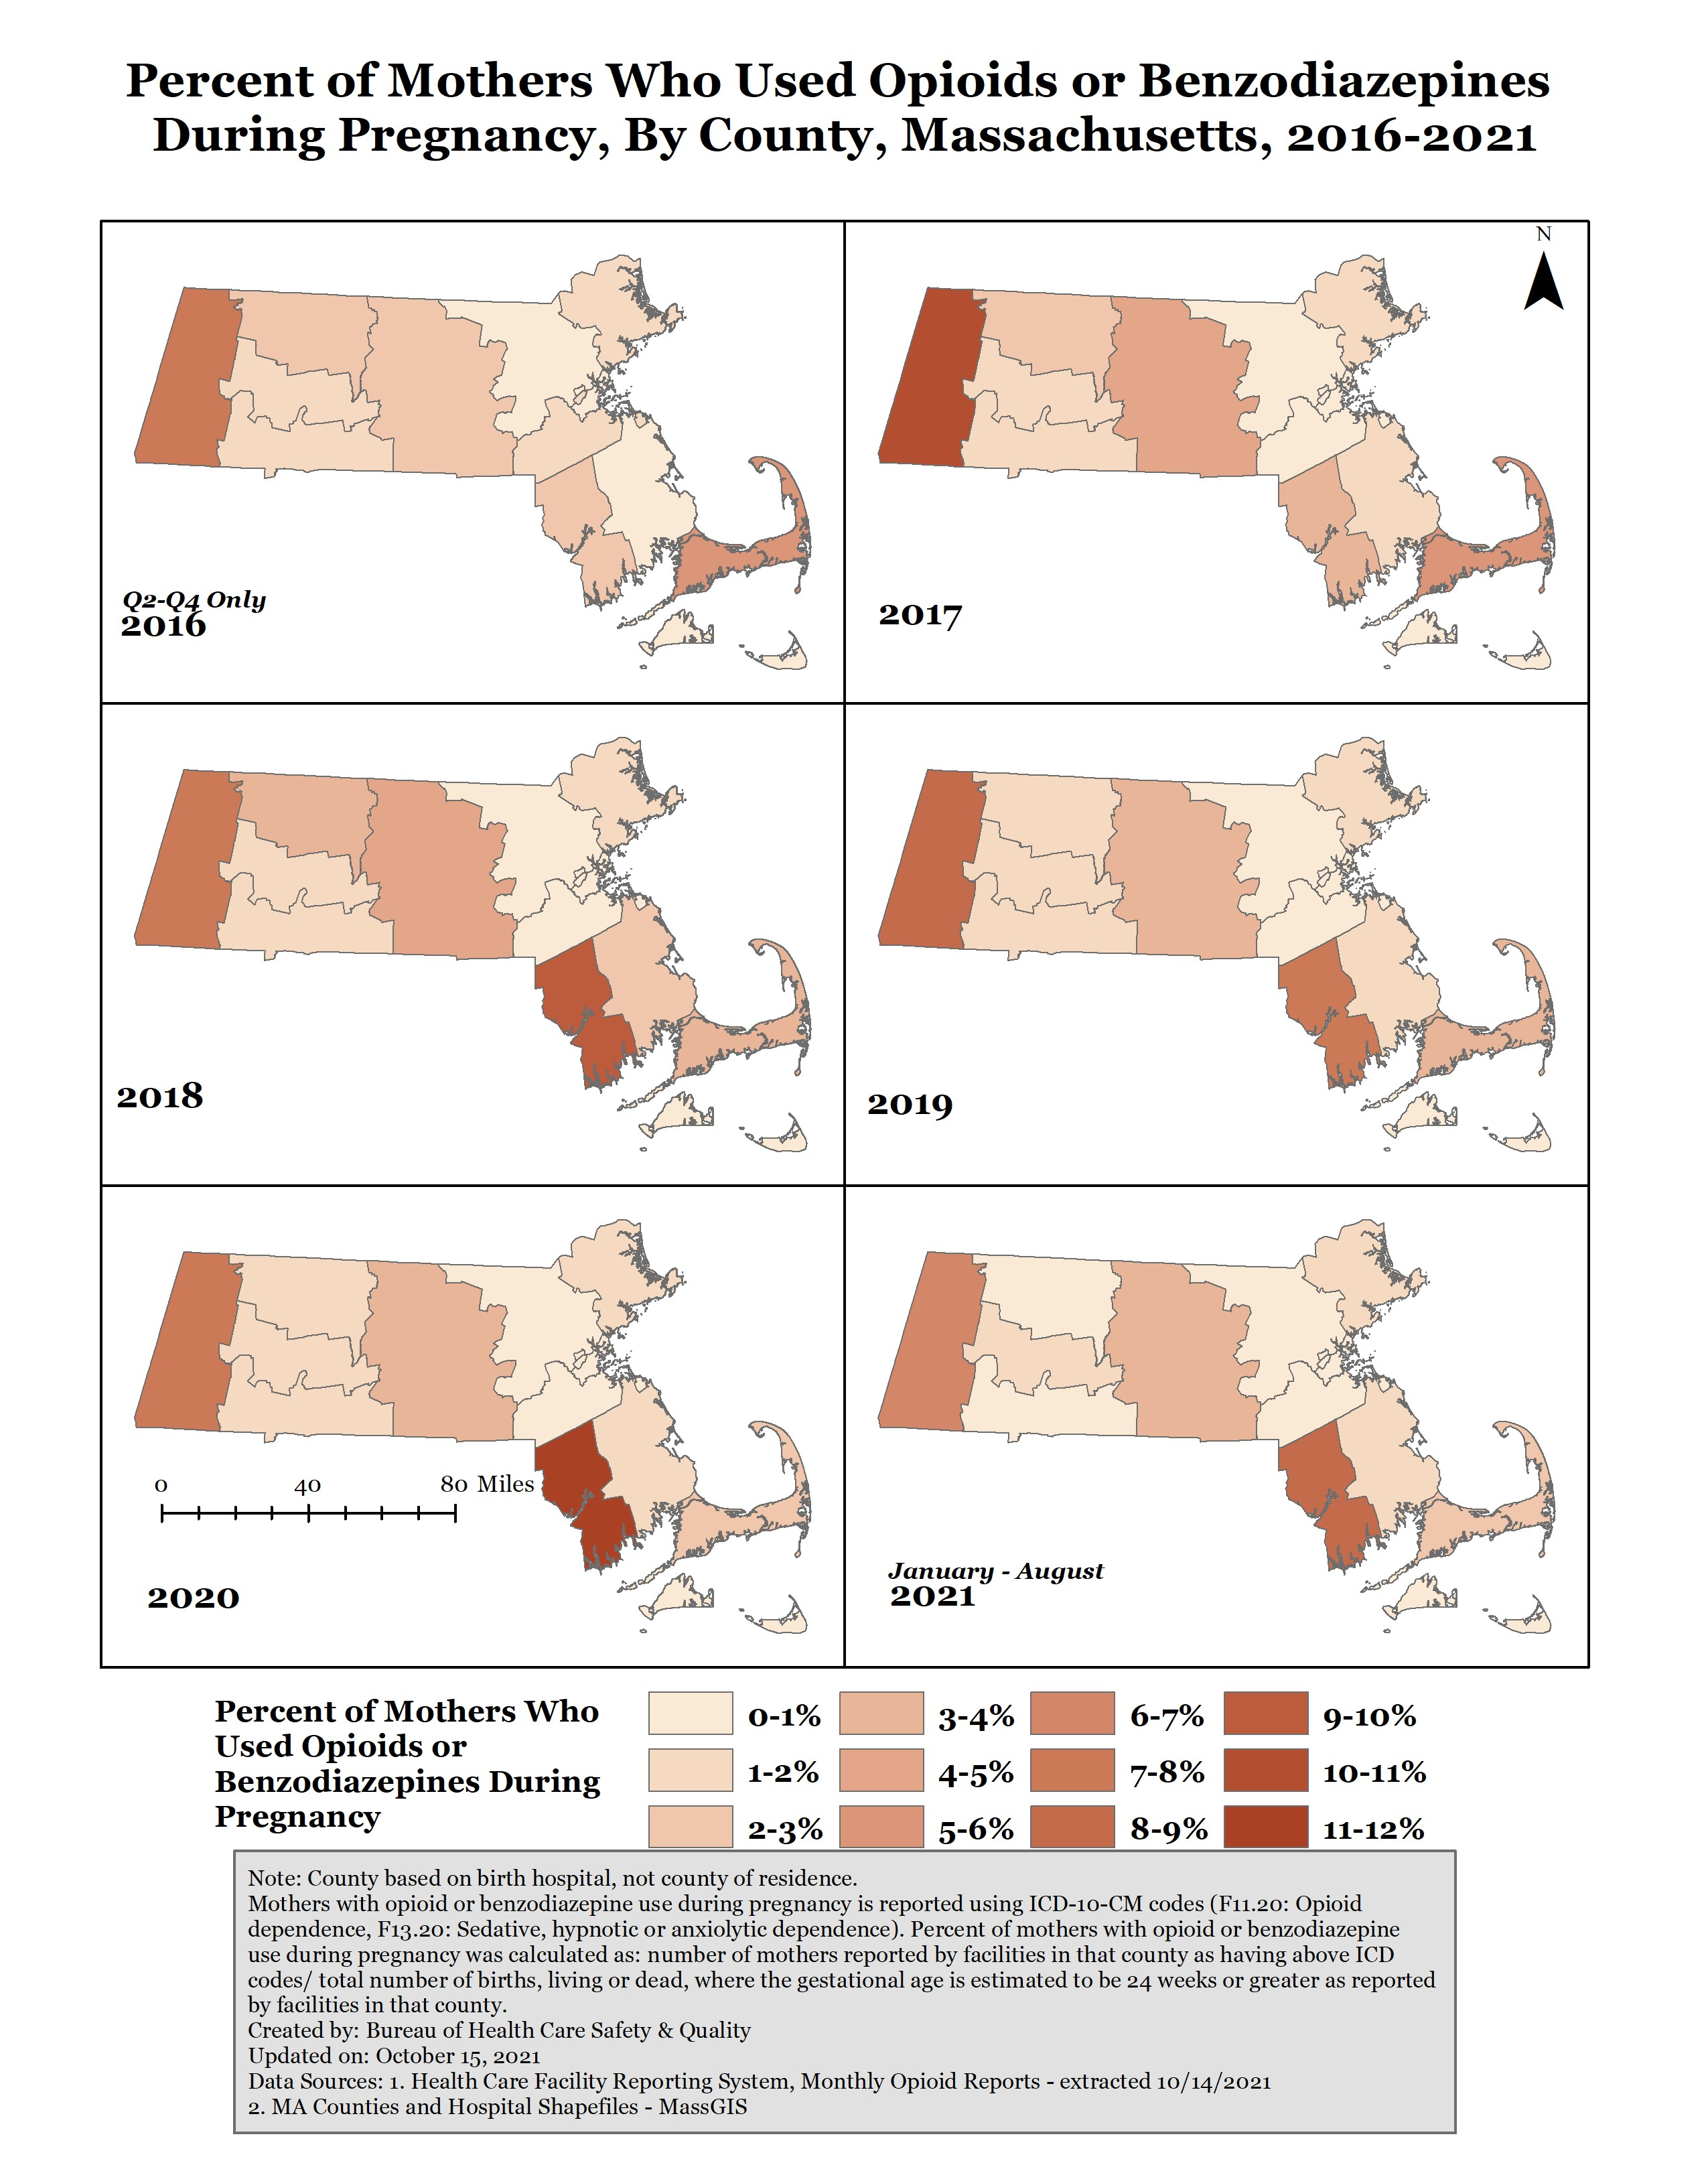 Percent of Mothers Who Used Opioids or Benzodiazepines
During Pregnancy, By County, Massachusetts, 2016-2021
N
Q2-Q4 Only
2016
2017
2018
2019
0 40 80 Miles
2020
January - August
2021
Percent of Mothers Who
Used Opioids or
Benzodiazepines During
Pregnancy
0-1% 3-4% 6-7% 9-10%
1-2% 4-5% 7-8% 10-11%
2-3% 5-6% 8-9% 11-12%
Note: County based on birth hospital, not county of residence.
Mothers with opioid or benzodiazepine use during pregnancy is reported using ICD-10-CM codes (F11.20: Opioid
dependence, F13.20: Sedative, hypnotic or anxiolytic dependence). Percent of mothers with opioid or benzodiazepine
use during pregnancy was calculated as: number of mothers reported by facilities in that county as having above ICD
codes/ total number of births, living or dead, where the gestational age is estimated to be 24 weeks or greater as reported
by facilities in that county.
Created by: Bureau of Health Care Safety & Quality
Updated on: October 15, 2021
Data Sources: 1. Health Care Facility Reporting System, Monthly Opioid Reports - extracted 10/14/2021
2. MA Counties and Hospital Shapefiles - MassGIS